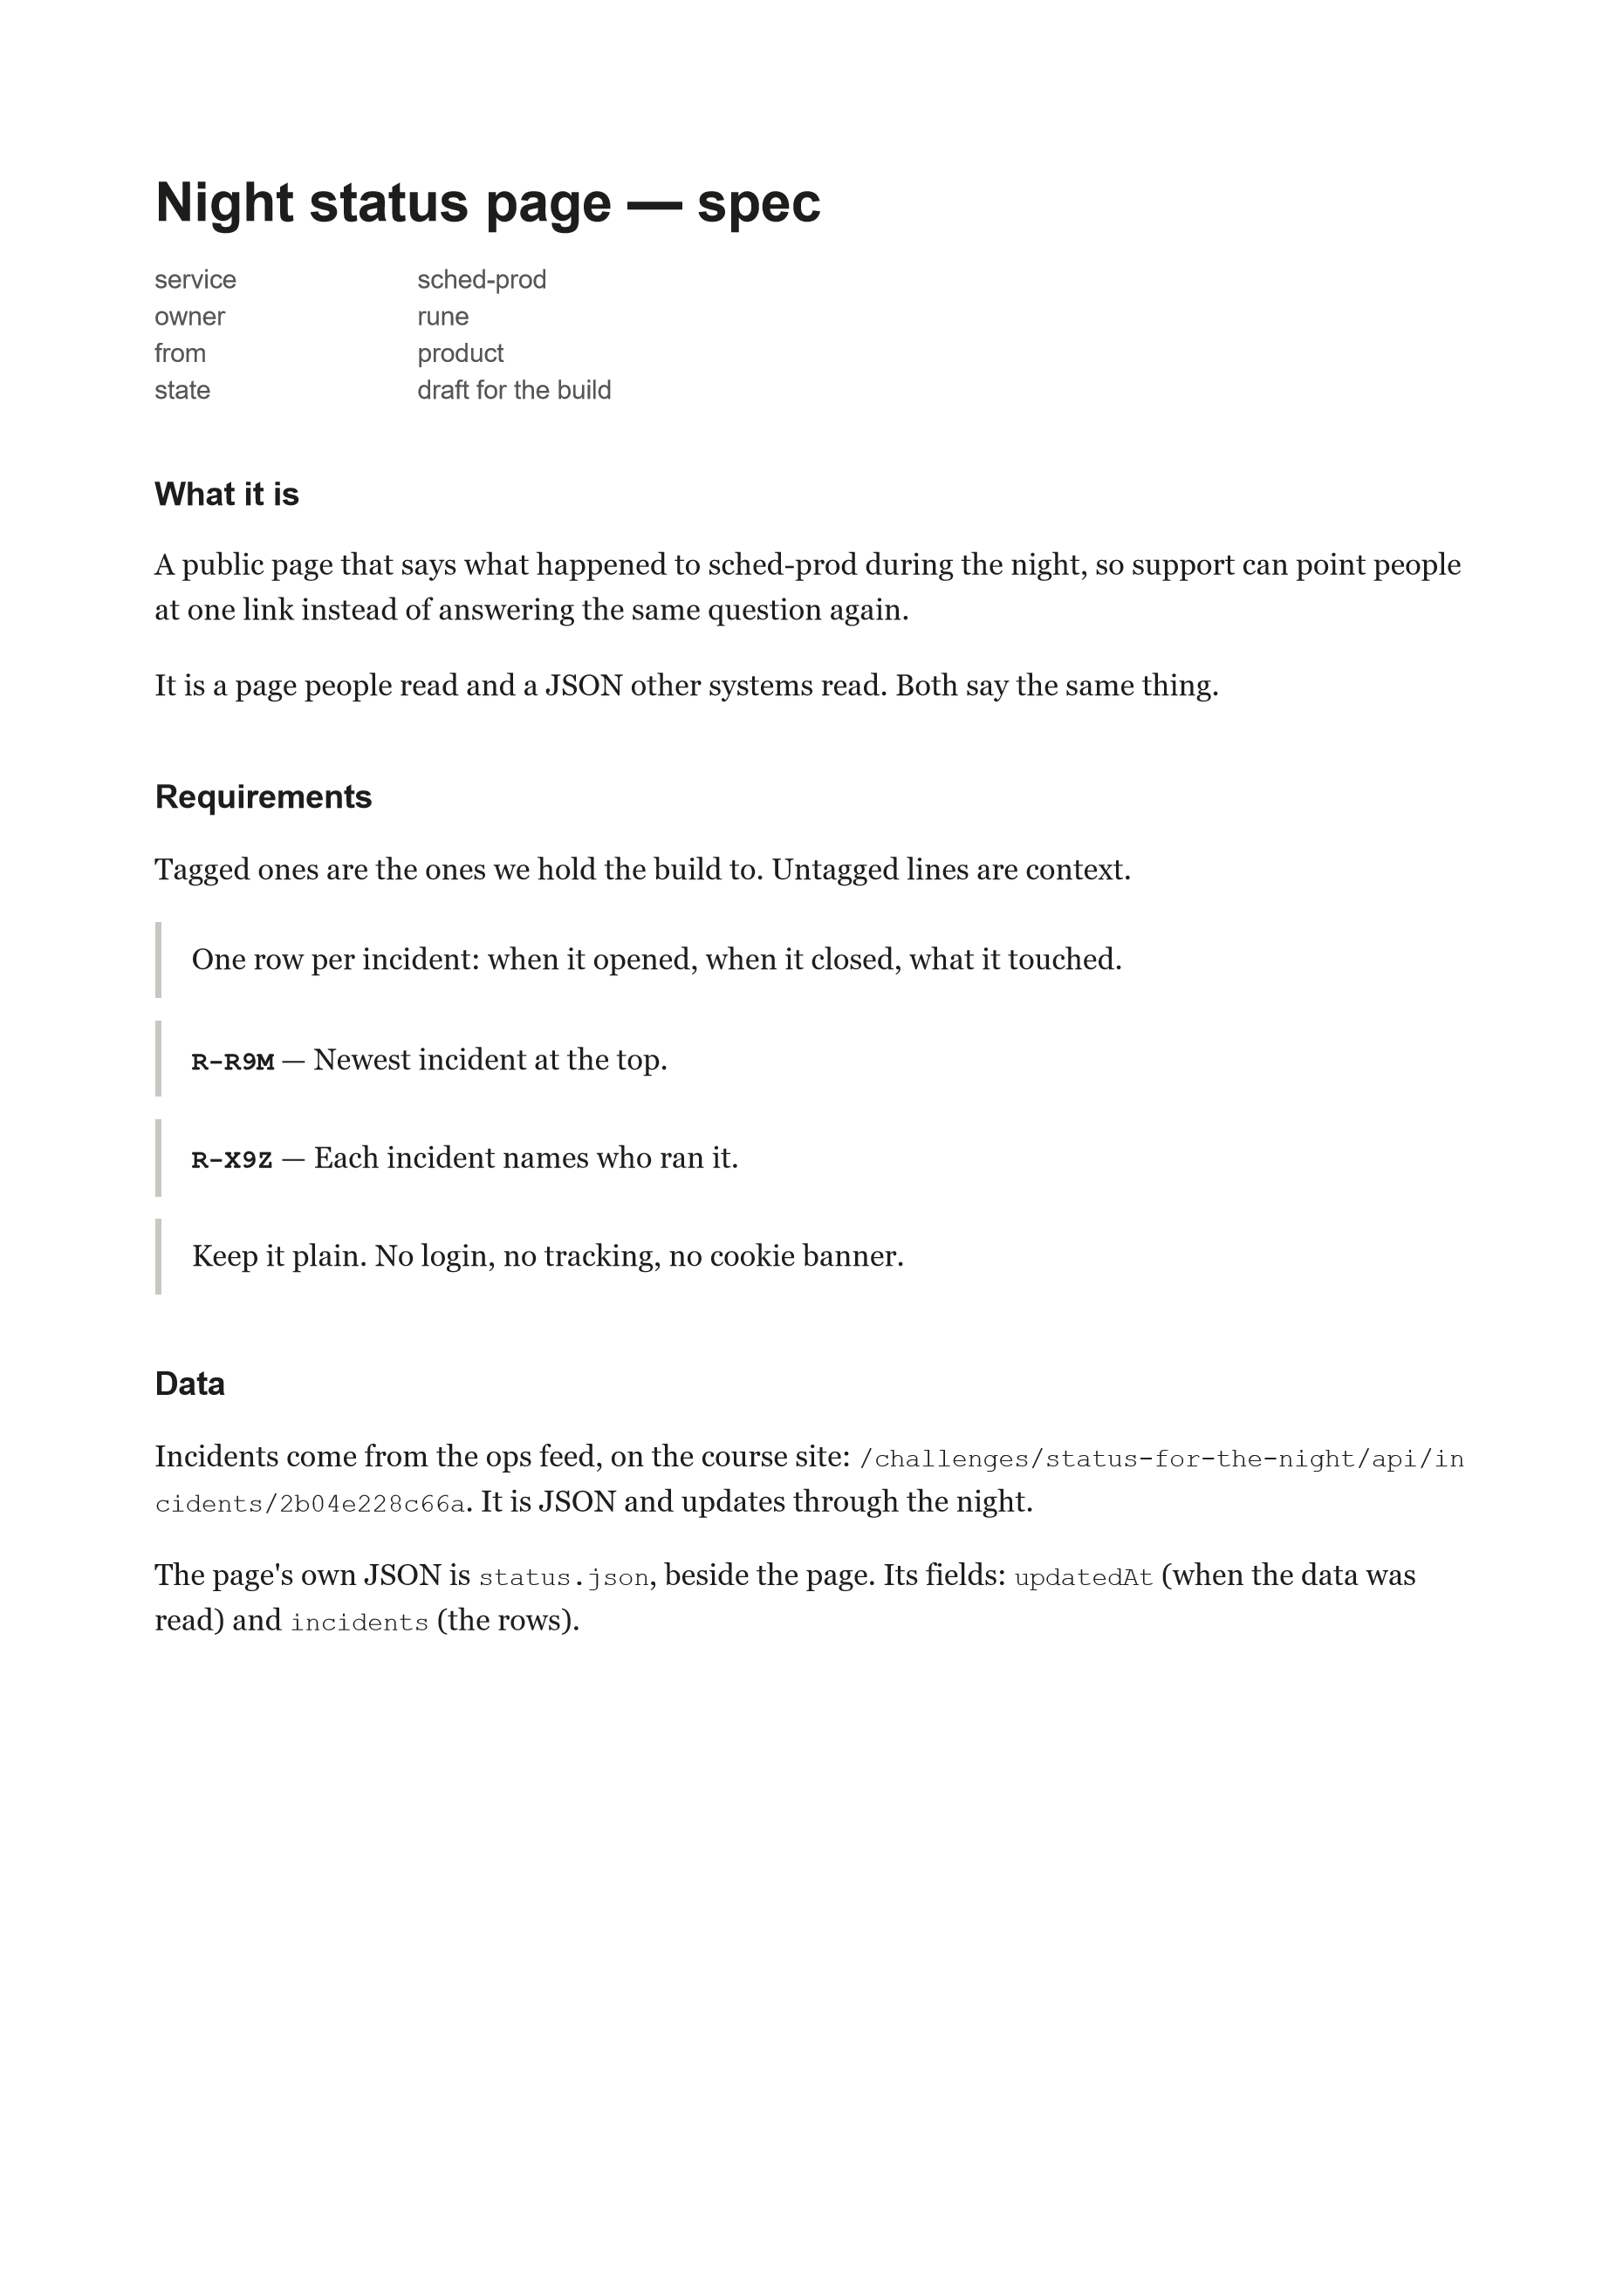 Night status page — spec
service sched-prod
owner rune
from product
state draft for the build
What it is
A public page that says what happened to sched-prod during the night, so support can point people
at one link instead of answering the same question again.
It is a page people read and a JSON other systems read. Both say the same thing.
Requirements
Tagged ones are the ones we hold the build to. Untagged lines are context.
One row per incident: when it opened, when it closed, what it touched.
R-R9M — Newest incident at the top.
R-X9Z — Each incident names who ran it.
Keep it plain. No login, no tracking, no cookie banner.
Data
Incidents come from the ops feed, on the course site: /challenges/status-for-the-night/api/in
cidents/2b04e228c66a. It is JSON and updates through the night.
The page's own JSON is status.json, beside the page. Its fields: updatedAt (when the data was
read) and incidents (the rows).